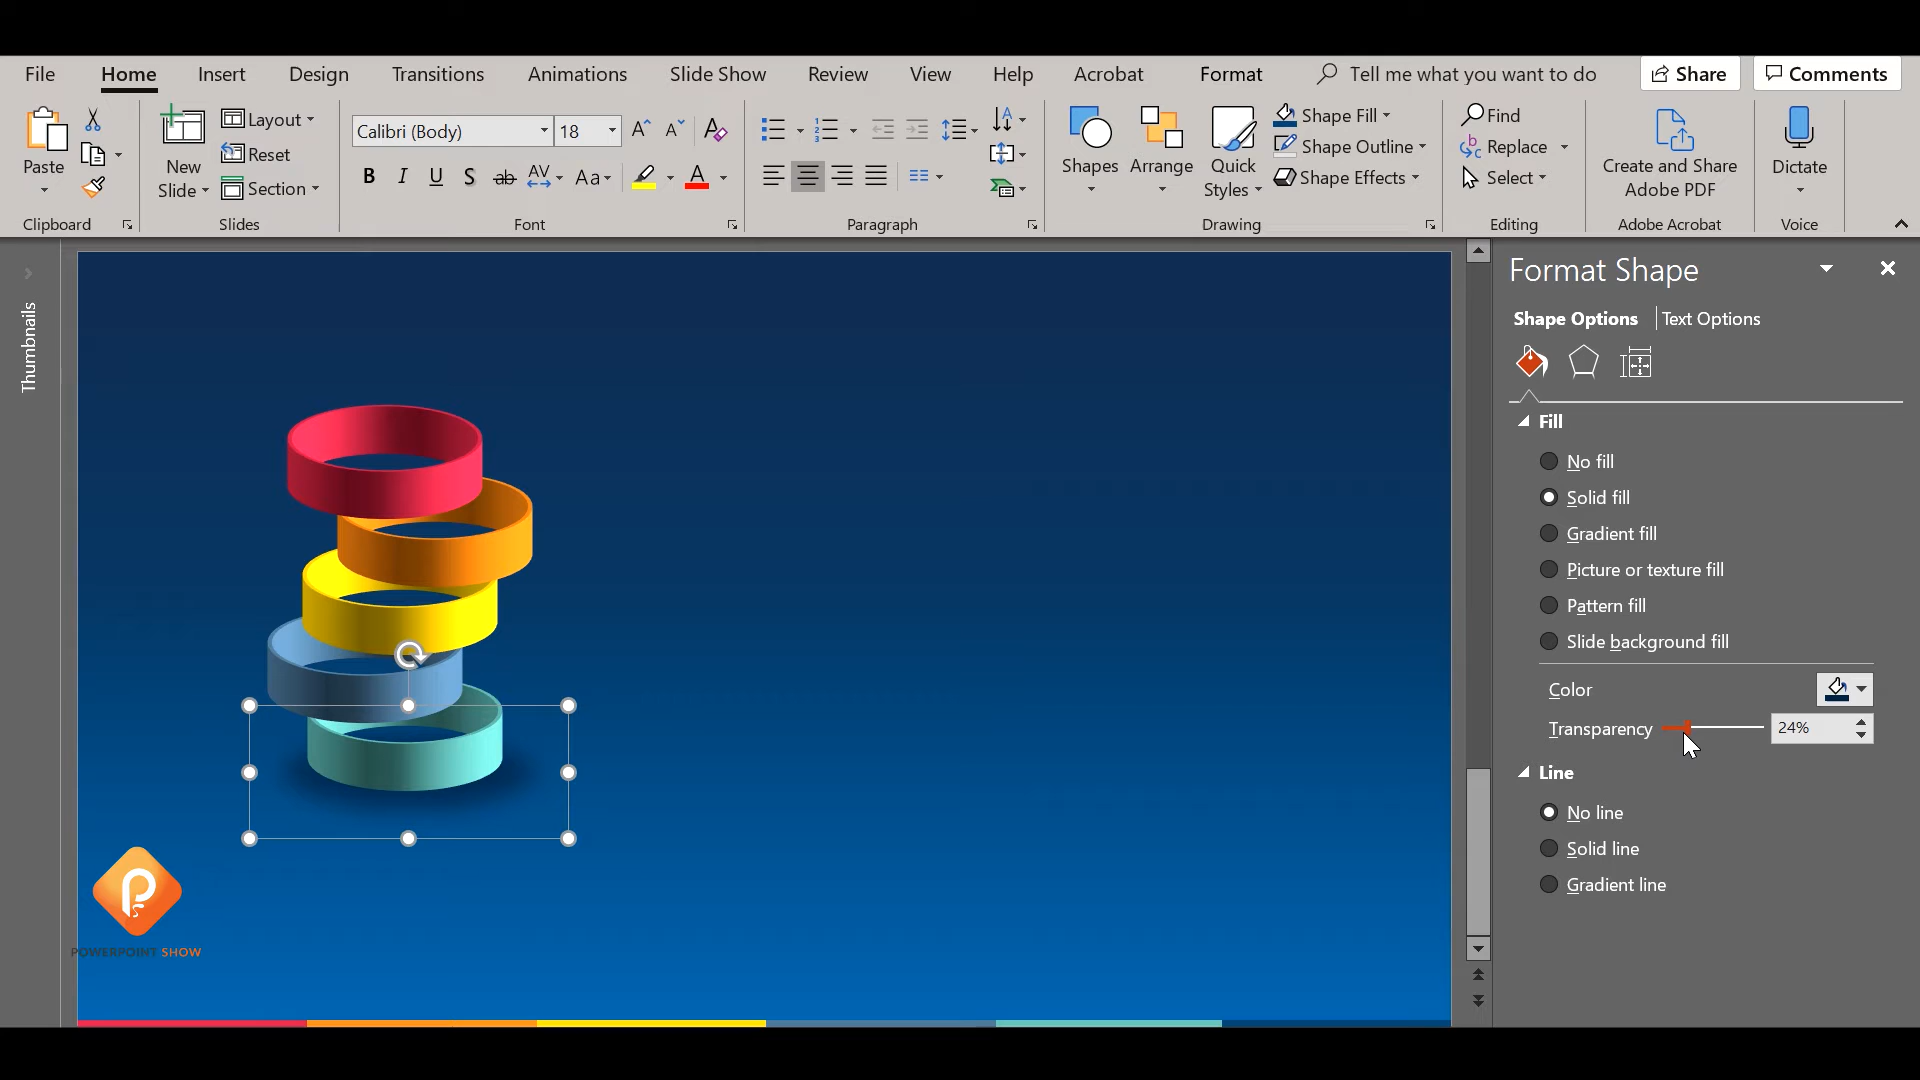 File Home Insert Design Transitions Animations Slide Show Review View Help Acrobat Format Tell me what you want to do Share Comments
Paste
Clipboard
New Slide
Layout
Reset
Section
Slides
Calibri (Body) 18
B I U S ab AV Aa A
Font
Paragraph
Shapes
Arrange
Quick Styles
Shape Fill
Shape Outline
Shape Effects
Drawing
Find
Replace
Select
Editing
Create and Share
Adobe PDF
Adobe Acrobat
Dictate
Voice
Thumbnails
POWERPOINT SHOW
Format Shape
Shape Options Text Options
Fill
No fill
Solid fill
Gradient fill
Picture or texture fill
Pattern fill
Slide background fill
Color
Transparency 24%
Line
No line
Solid line
Gradient line